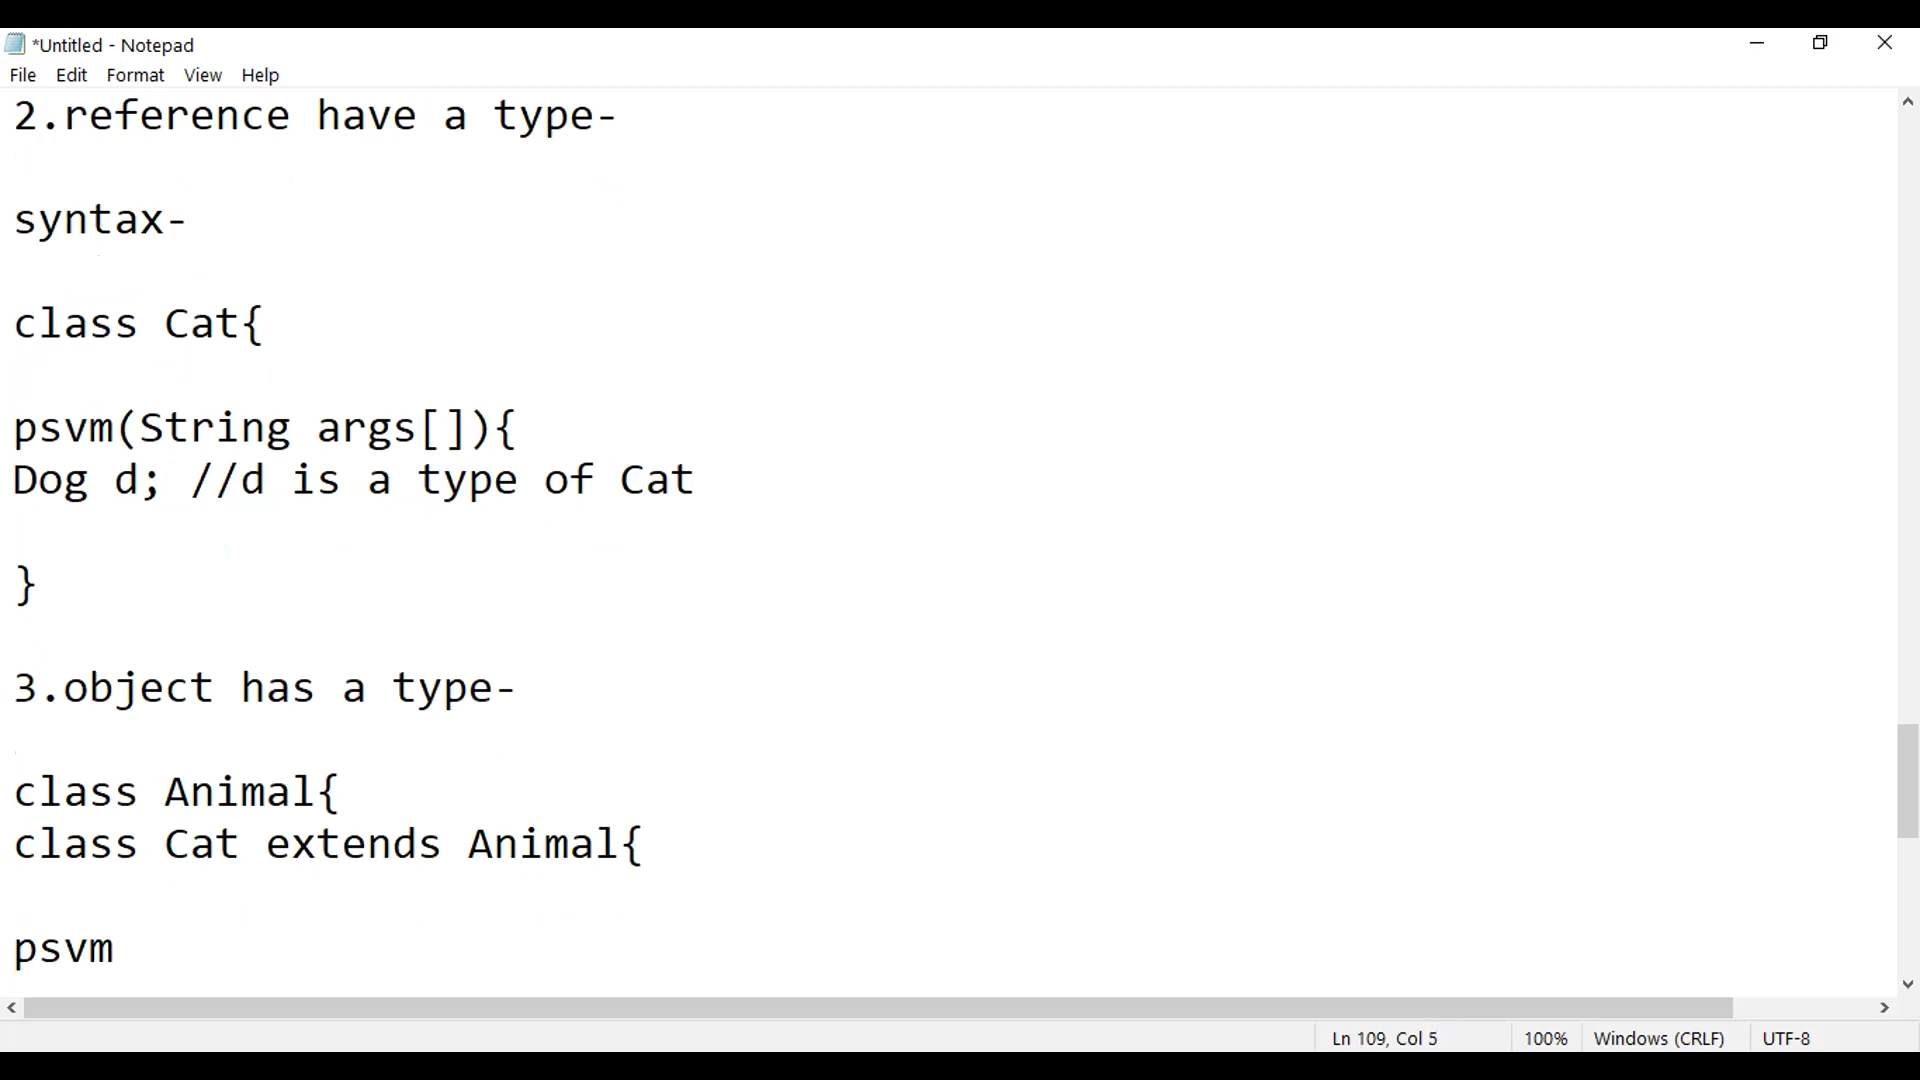 *Untitled - Notepad
File Edit Format View Help
2.reference have a type-
syntax-
class Cat{
psvm(String args[]){
Dog d; //d is a type of Cat
}
3.object has a type-
class Animal{
class Cat extends Animal{
psvm
Ln 109, Col 5 100% Windows (CRLF) UTF-8